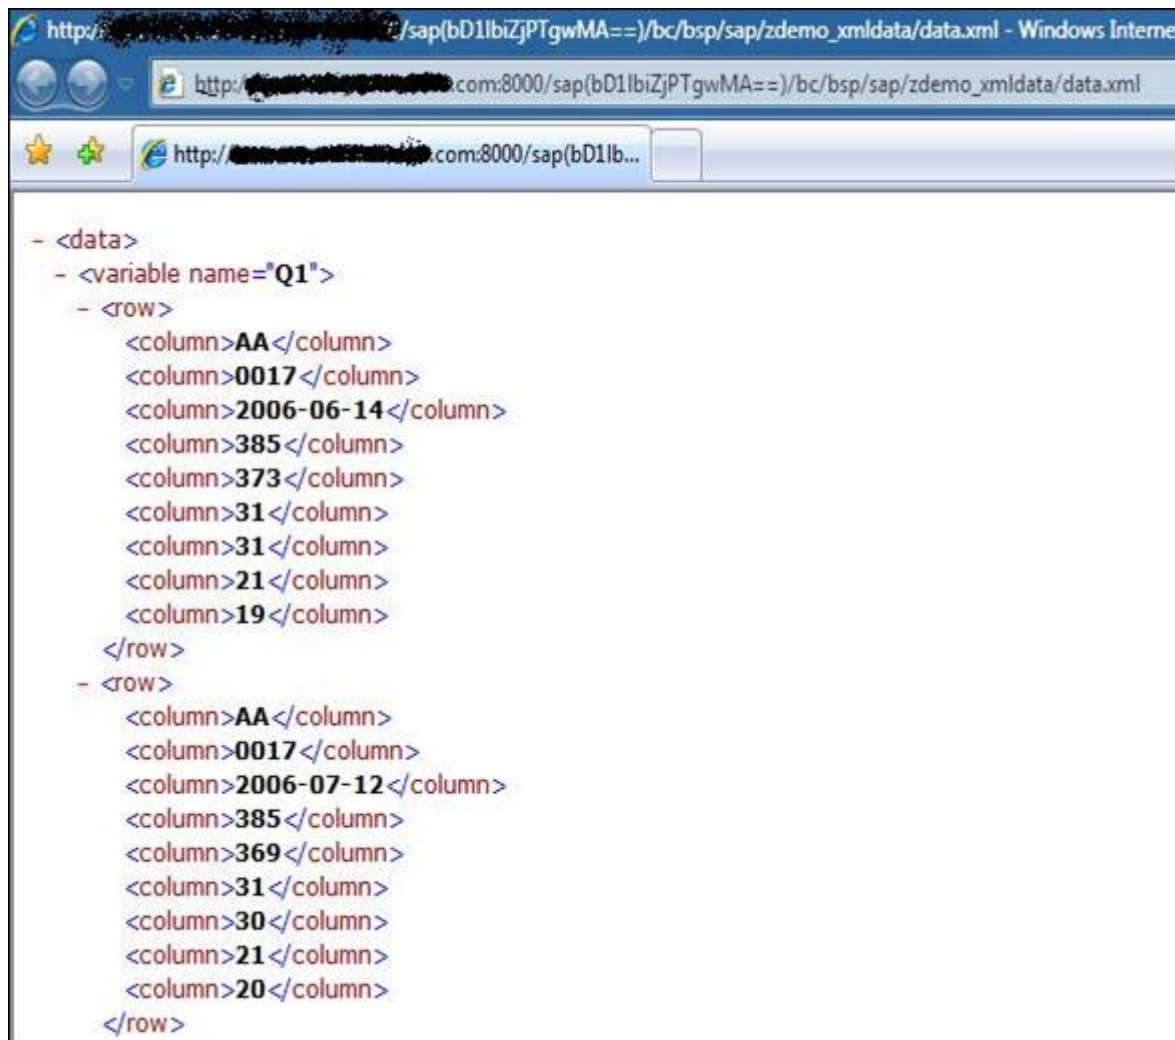 http:/ /sap(bD1lbiZjPTgwMA==)/bc/bsp/sap/zdemo_xmldata/data.xml - Windows Interne
http:/ .com:8000/sap(bD1lbiZjPTgwMA==)/bc/bsp/sap/zdemo_xmldata/data.xml
http:/ .com:8000/sap(bD1lb...
- <data>
- <variable name="Q1">
- <row>
<column>AA</column>
<column>0017</column>
<column>2006-06-14</column>
<column>385</column>
<column>373</column>
<column>31</column>
<column>31</column>
<column>21</column>
<column>19</column>
</row>
- <row>
<column>AA</column>
<column>0017</column>
<column>2006-07-12</column>
<column>385</column>
<column>369</column>
<column>31</column>
<column>30</column>
<column>21</column>
<column>20</column>
</row>